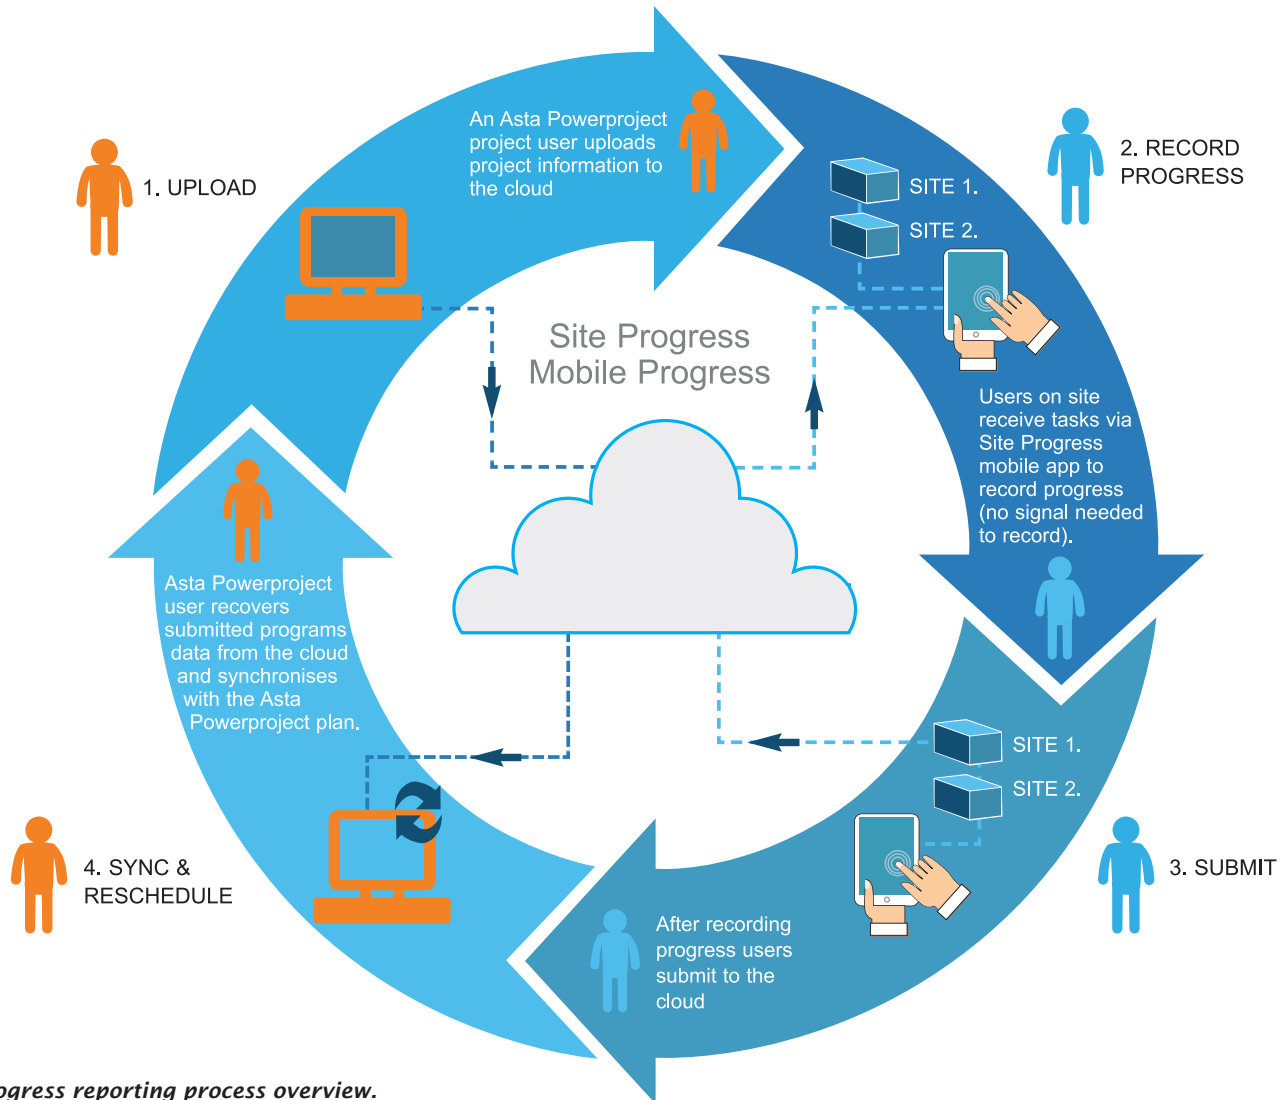 1. UPLOAD
An Asta Powerproject
project user uploads
project information to
the cloud
2. RECORD
PROGRESS
SITE 1.
SITE 2.
Site Progress
Mobile Progress
Users on site
receive tasks via
Site Progress
mobile app to
record progress
(no signal needed
to record).
SITE 1.
SITE 2.
3. SUBMIT
After recording
progress users
submit to the
cloud
4. SYNC &
RESCHEDULE
Asta Powerproject
user recovers
submitted programs
data from the cloud
and synchronises
with the Asta
Powerproject plan.
ogress reporting process overview.